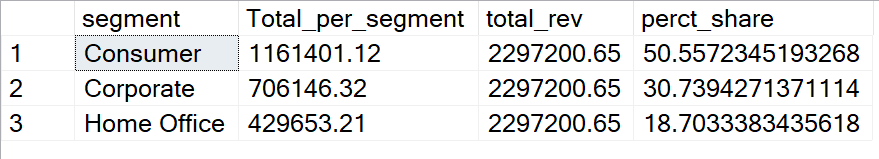 segment Total_per_segment total_rev perct_share
1 Consumer 1161401.12 2297200.65 50.5572345193268
2 Corporate 706146.32 2297200.65 30.7394271371114
3 Home Office 429653.21 2297200.65 18.7033383435618